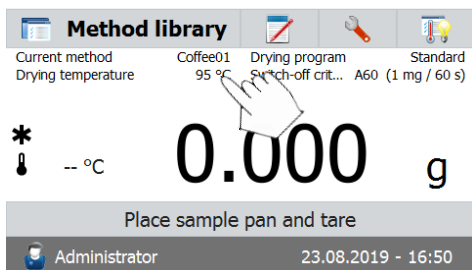 Method library
Current method Coffee01 Drying program Standard
Drying temperature 95 °C Switch-off crit... A60 (1 mg / 60 s)
-- °C 0.000 g
Place sample pan and tare
Administrator 23.08.2019 - 16:50